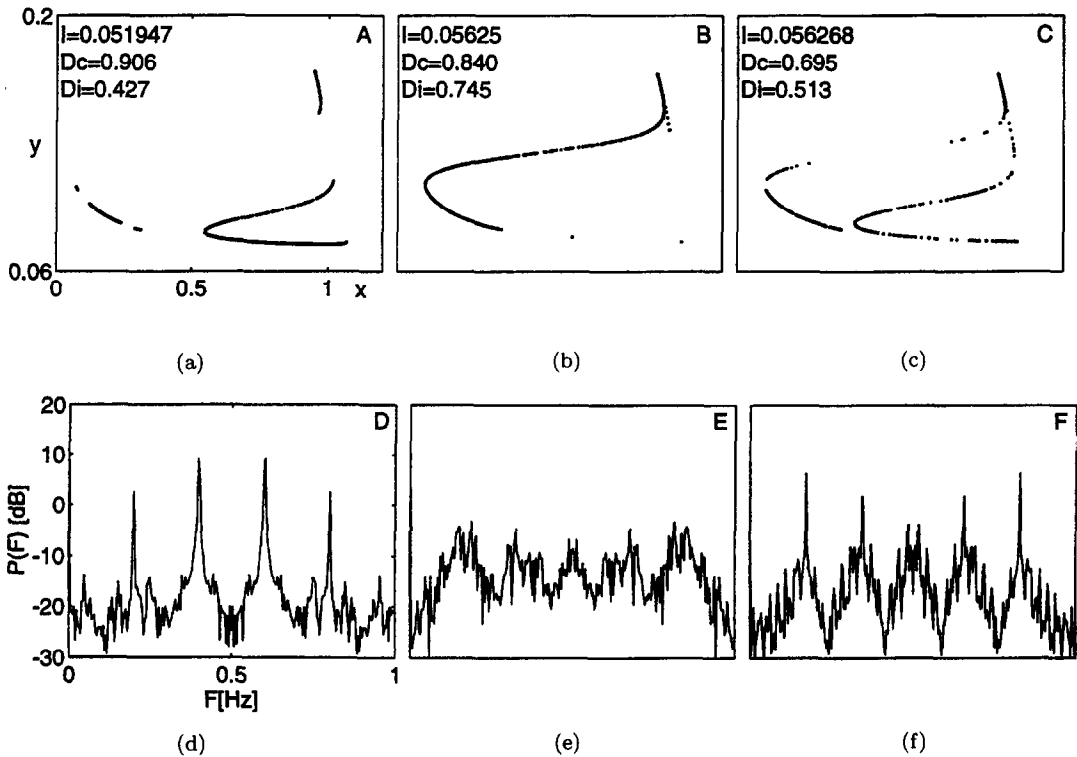 0.2
I=0.051947
Dc=0.906
Di=0.427
A
I=0.05625
Dc=0.840
Di=0.745
B
I=0.056268
Dc=0.695
Di=0.513
C
y
0.06
0
0.5
1
x
(a)
(b)
(c)
20
10
0
-10
-20
-30
P(F) [dB]
D
E
F
0
0.5
1
F[Hz]
(d)
(e)
(f)